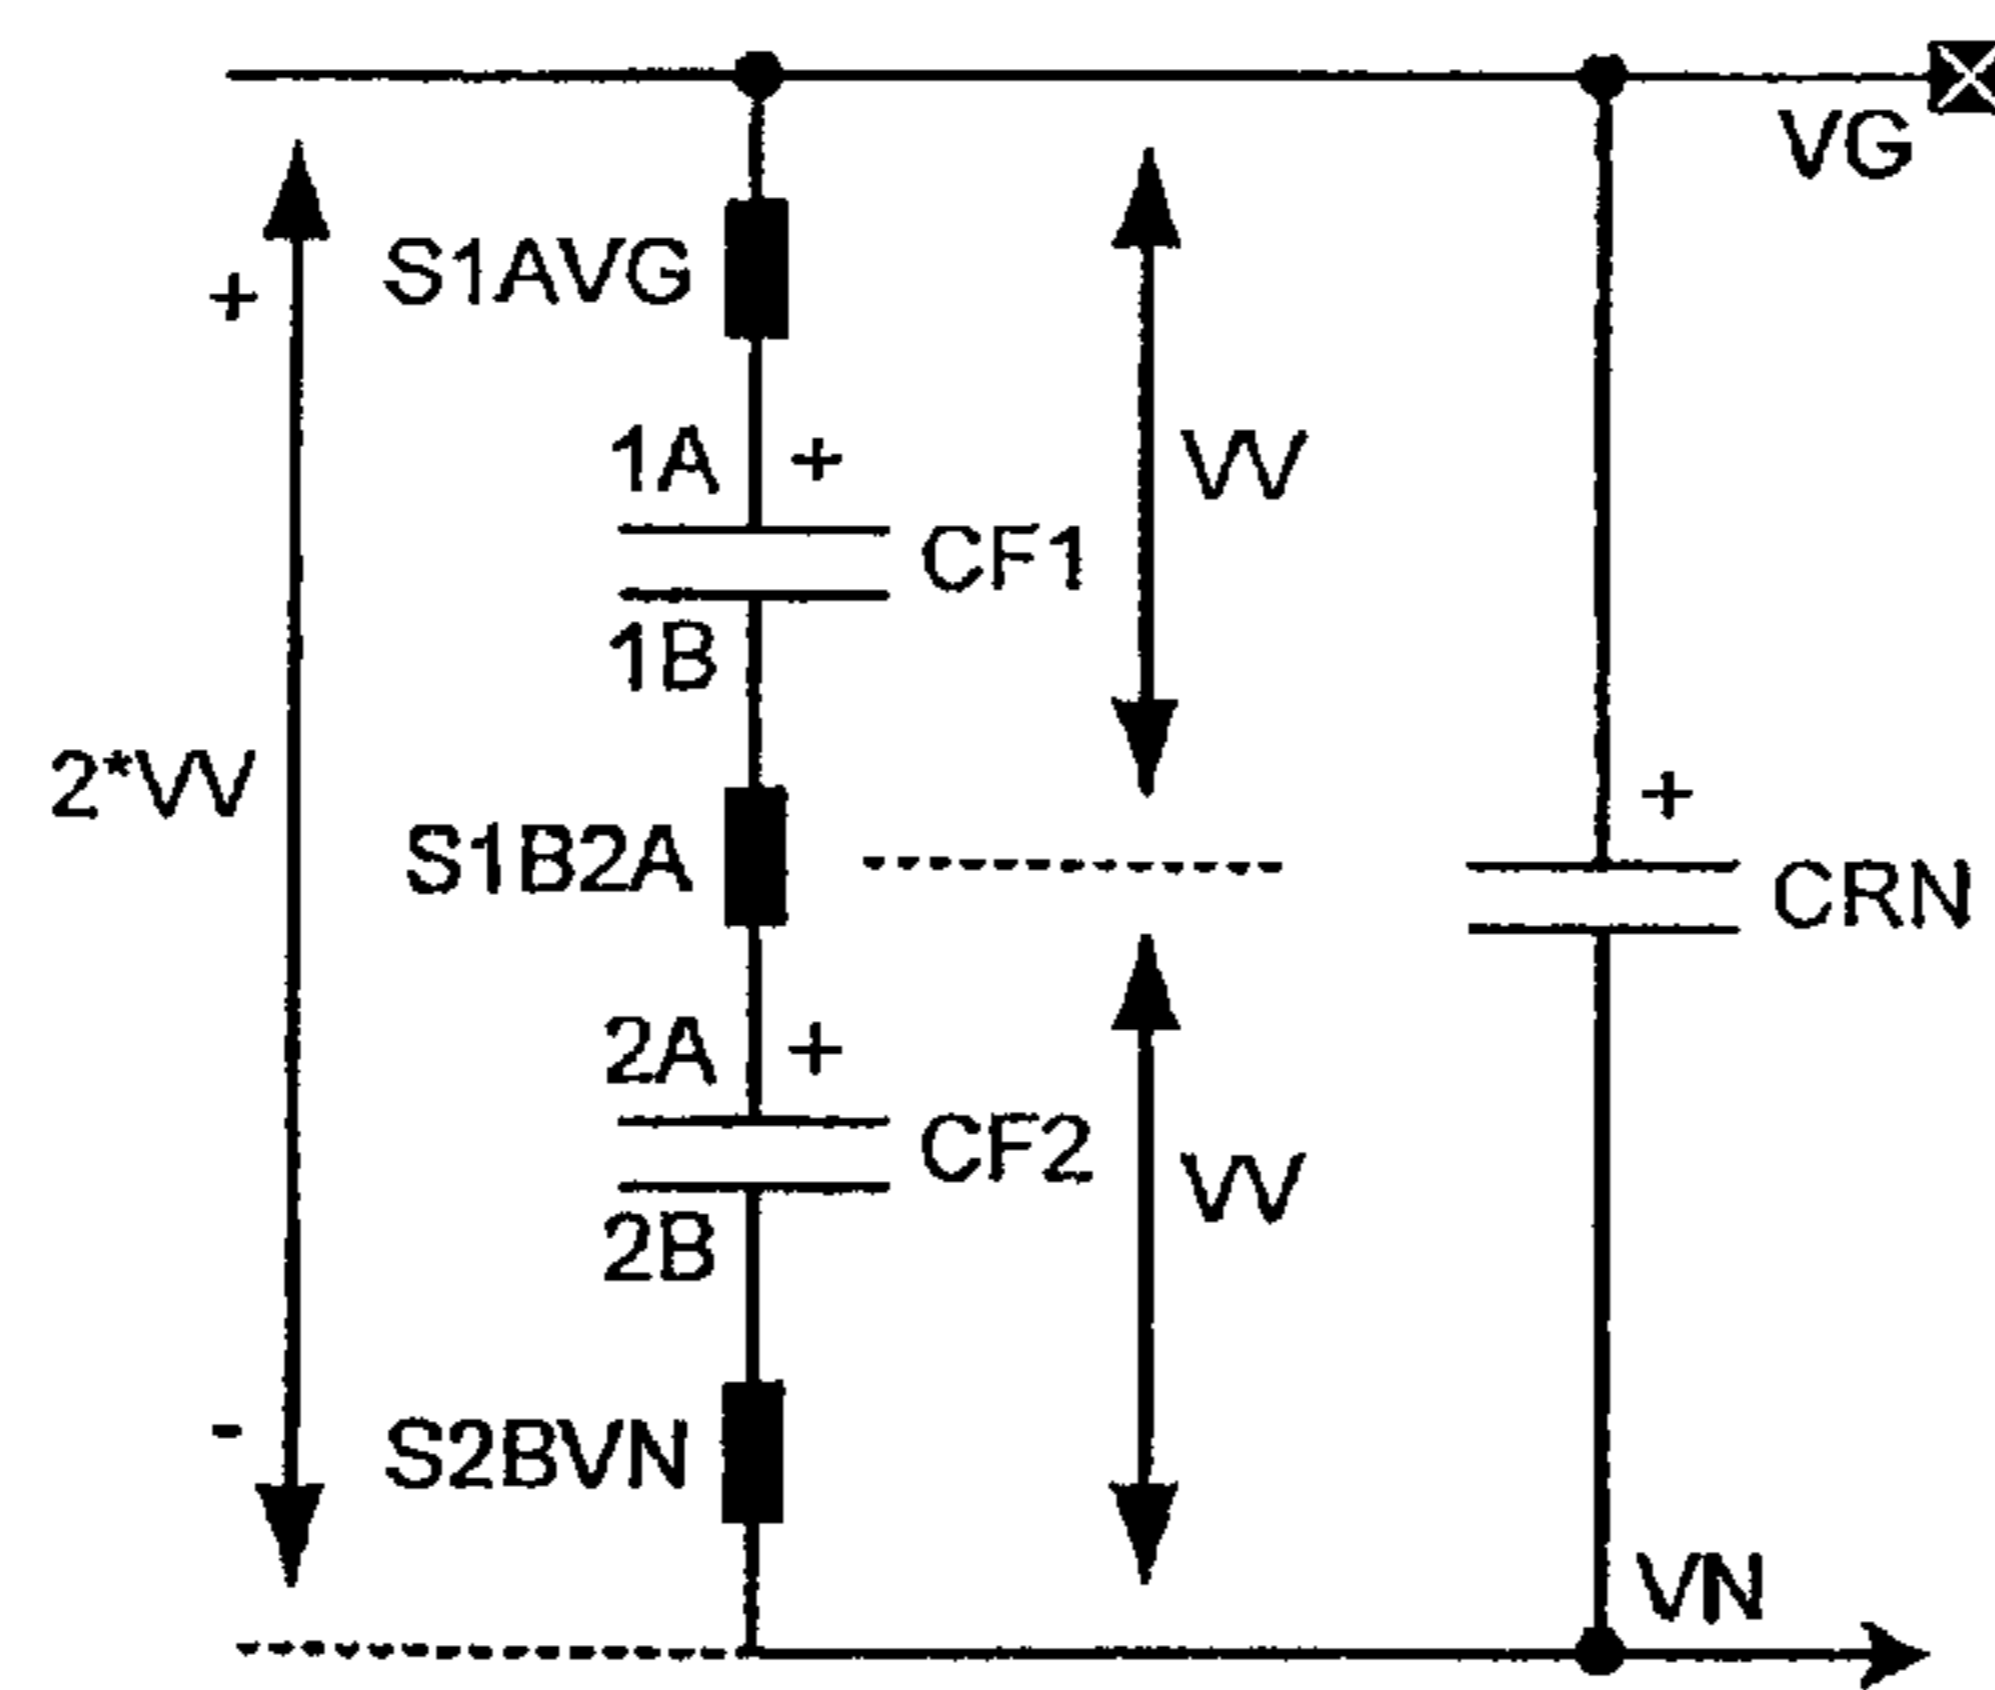 VG
S1AVG
+
1A +
VV
CF1
1B
2*VV
+
S1B2A
CRN
2A +
CF2
VV
2B
-
S2BVN
VN